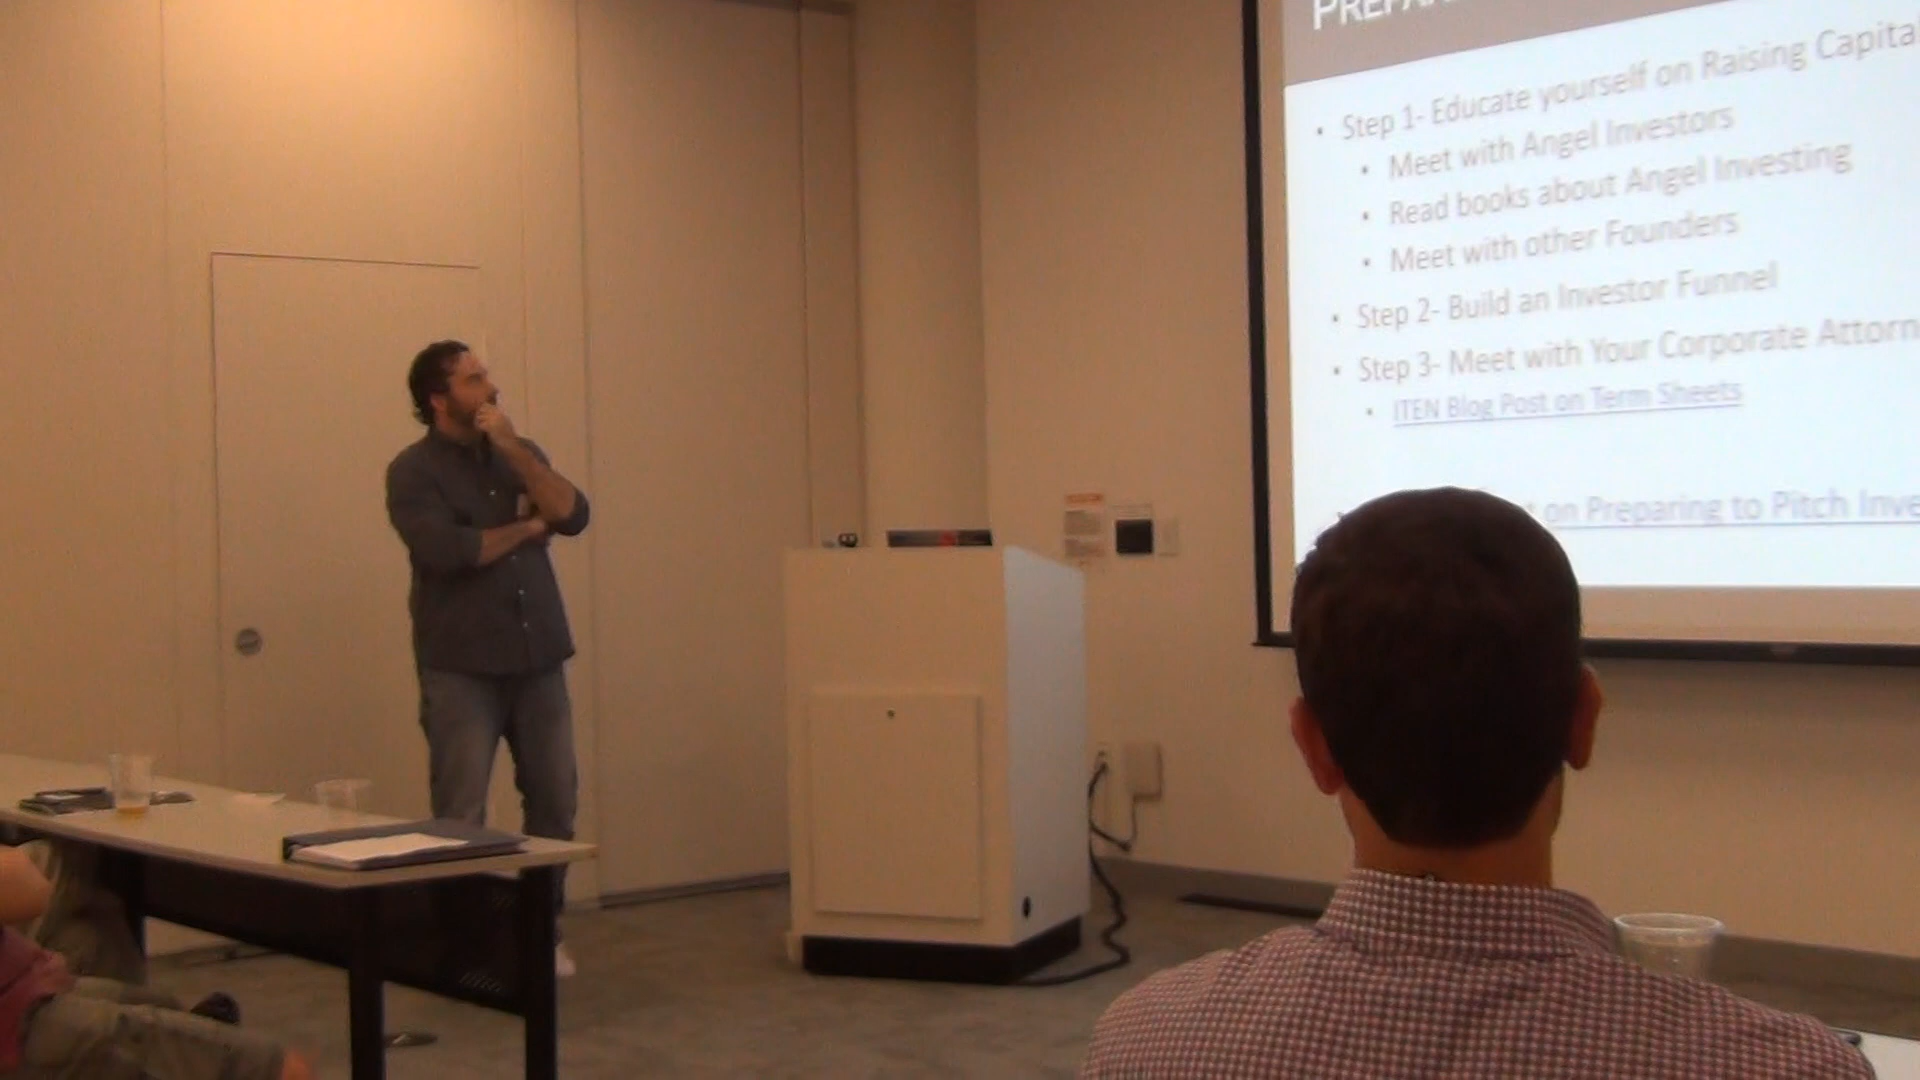 • Step 1- Educate yourself on Raising Capita
• Meet with Angel Investors
• Read books about Angel Investing
• Meet with other Founders
• Step 2- Build an Investor Funnel
• Step 3- Meet with Your Corporate Attorn
• ITEN Blog Post on Term Sheets
on Preparing to Pitch Inve